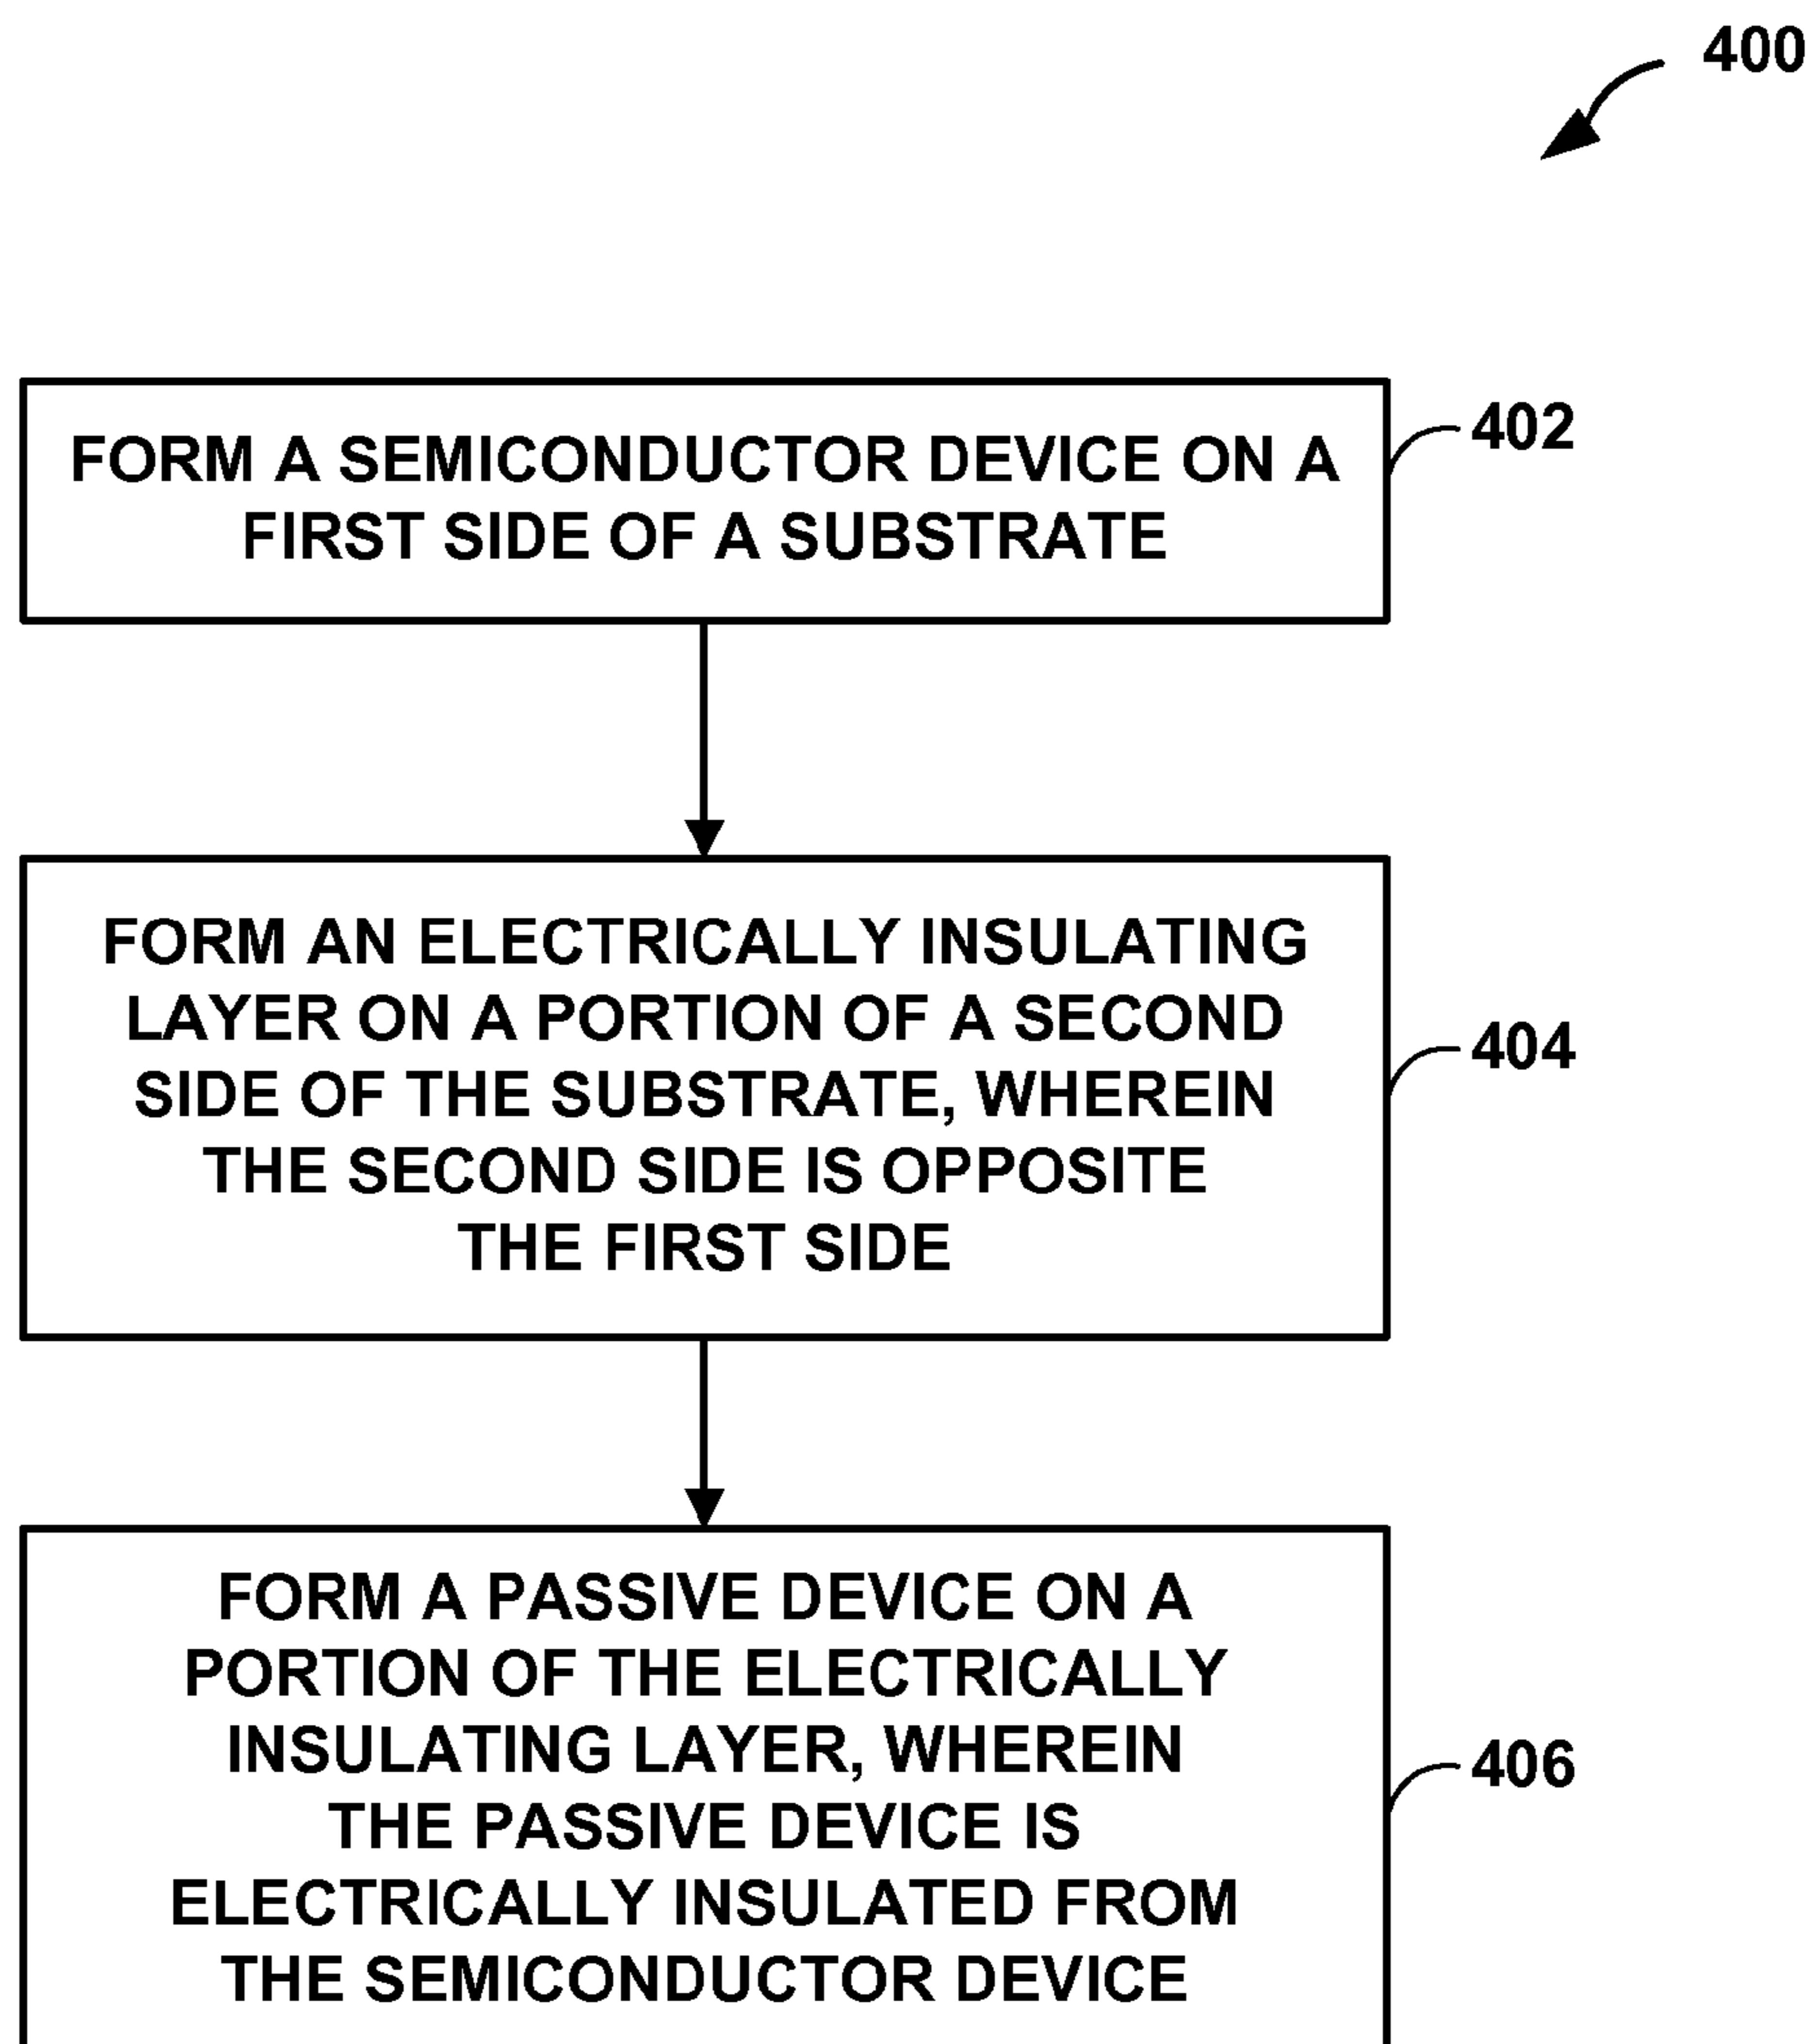 400
FORM A SEMICONDUCTOR DEVICE ON A
FIRST SIDE OF A SUBSTRATE
402
FORM AN ELECTRICALLY INSULATING
LAYER ON A PORTION OF A SECOND
SIDE OF THE SUBSTRATE, WHEREIN
THE SECOND SIDE IS OPPOSITE
THE FIRST SIDE
404
FORM A PASSIVE DEVICE ON A
PORTION OF THE ELECTRICALLY
INSULATING LAYER, WHEREIN
THE PASSIVE DEVICE IS
ELECTRICALLY INSULATED FROM
THE SEMICONDUCTOR DEVICE
406